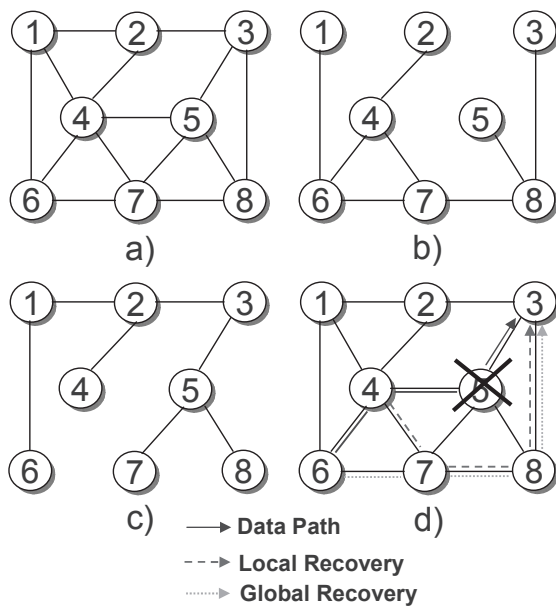 1 2 3 1 2 3
4 5 4 5
6 7 8 6 7 8
a) b)
1 2 3 1 2 3
4 5 4 5
6 7 8 6 7 8
c) d)
Data Path
Local Recovery
Global Recovery